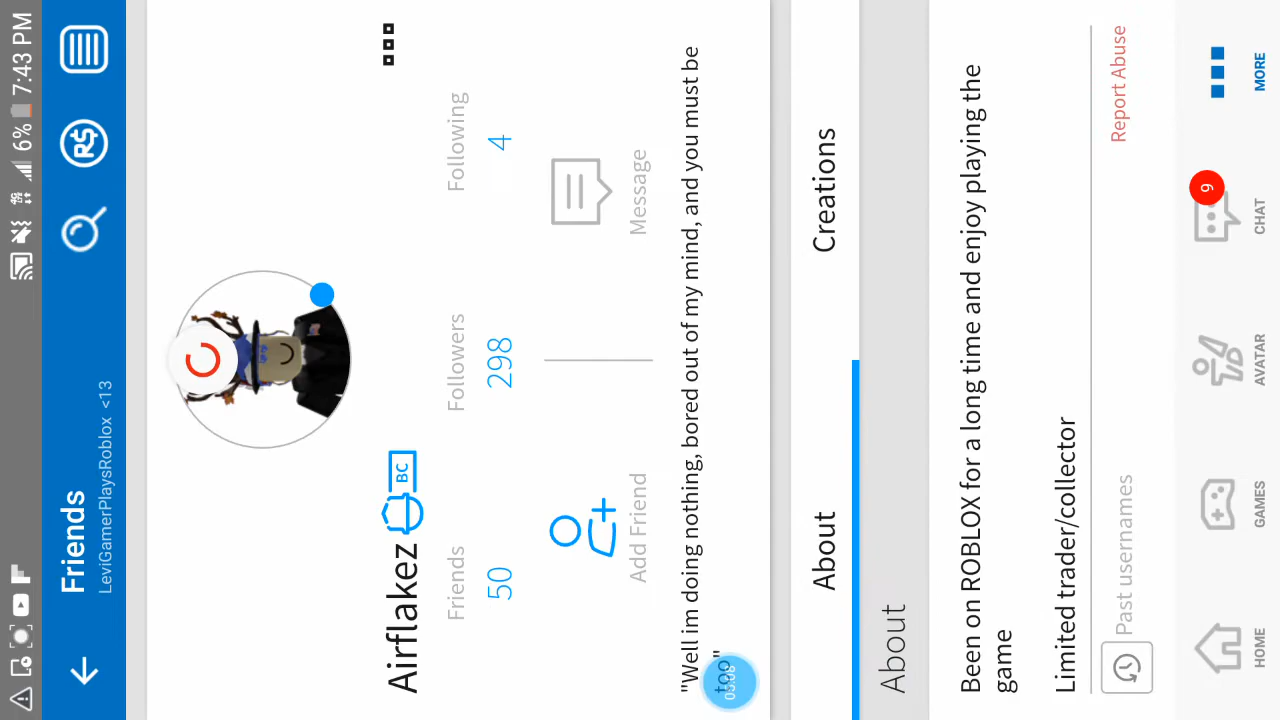 6% 7:43 PM
Friends
LeviGamerPlaysRoblox <13
R$
Airflakez BC
Friends Followers Following
50 298 4
Add Friend Message
"Well im doing nothing, bored out of my mind, and you must be
too"
00:08
About Creations
About
Been on ROBLOX for a long time and enjoy playing the
game
Limited trader/collector
Past usernames Report Abuse
9
HOME GAMES AVATAR CHAT MORE